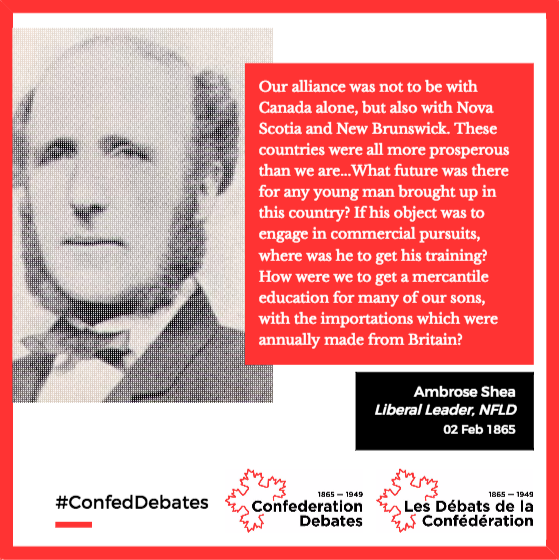 Our alliance was not to be with
Canada alone, but also with Nova
Scotia and New Brunswick. These
countries were all more prosperous
than we are...What future was there
for any young man brought up in
this country? If his object was to
engage in commercial pursuits,
where was he to get his training?
How were we to get a mercantile
education for many of our sons,
with the importations which were
annually made from Britain?
Ambrose Shea
Liberal Leader, NFLD
02 Feb 1865
#ConfedDebates
1865 — 1949
Confederation
Debates
1865 — 1949
Les Débats de la
Confédération